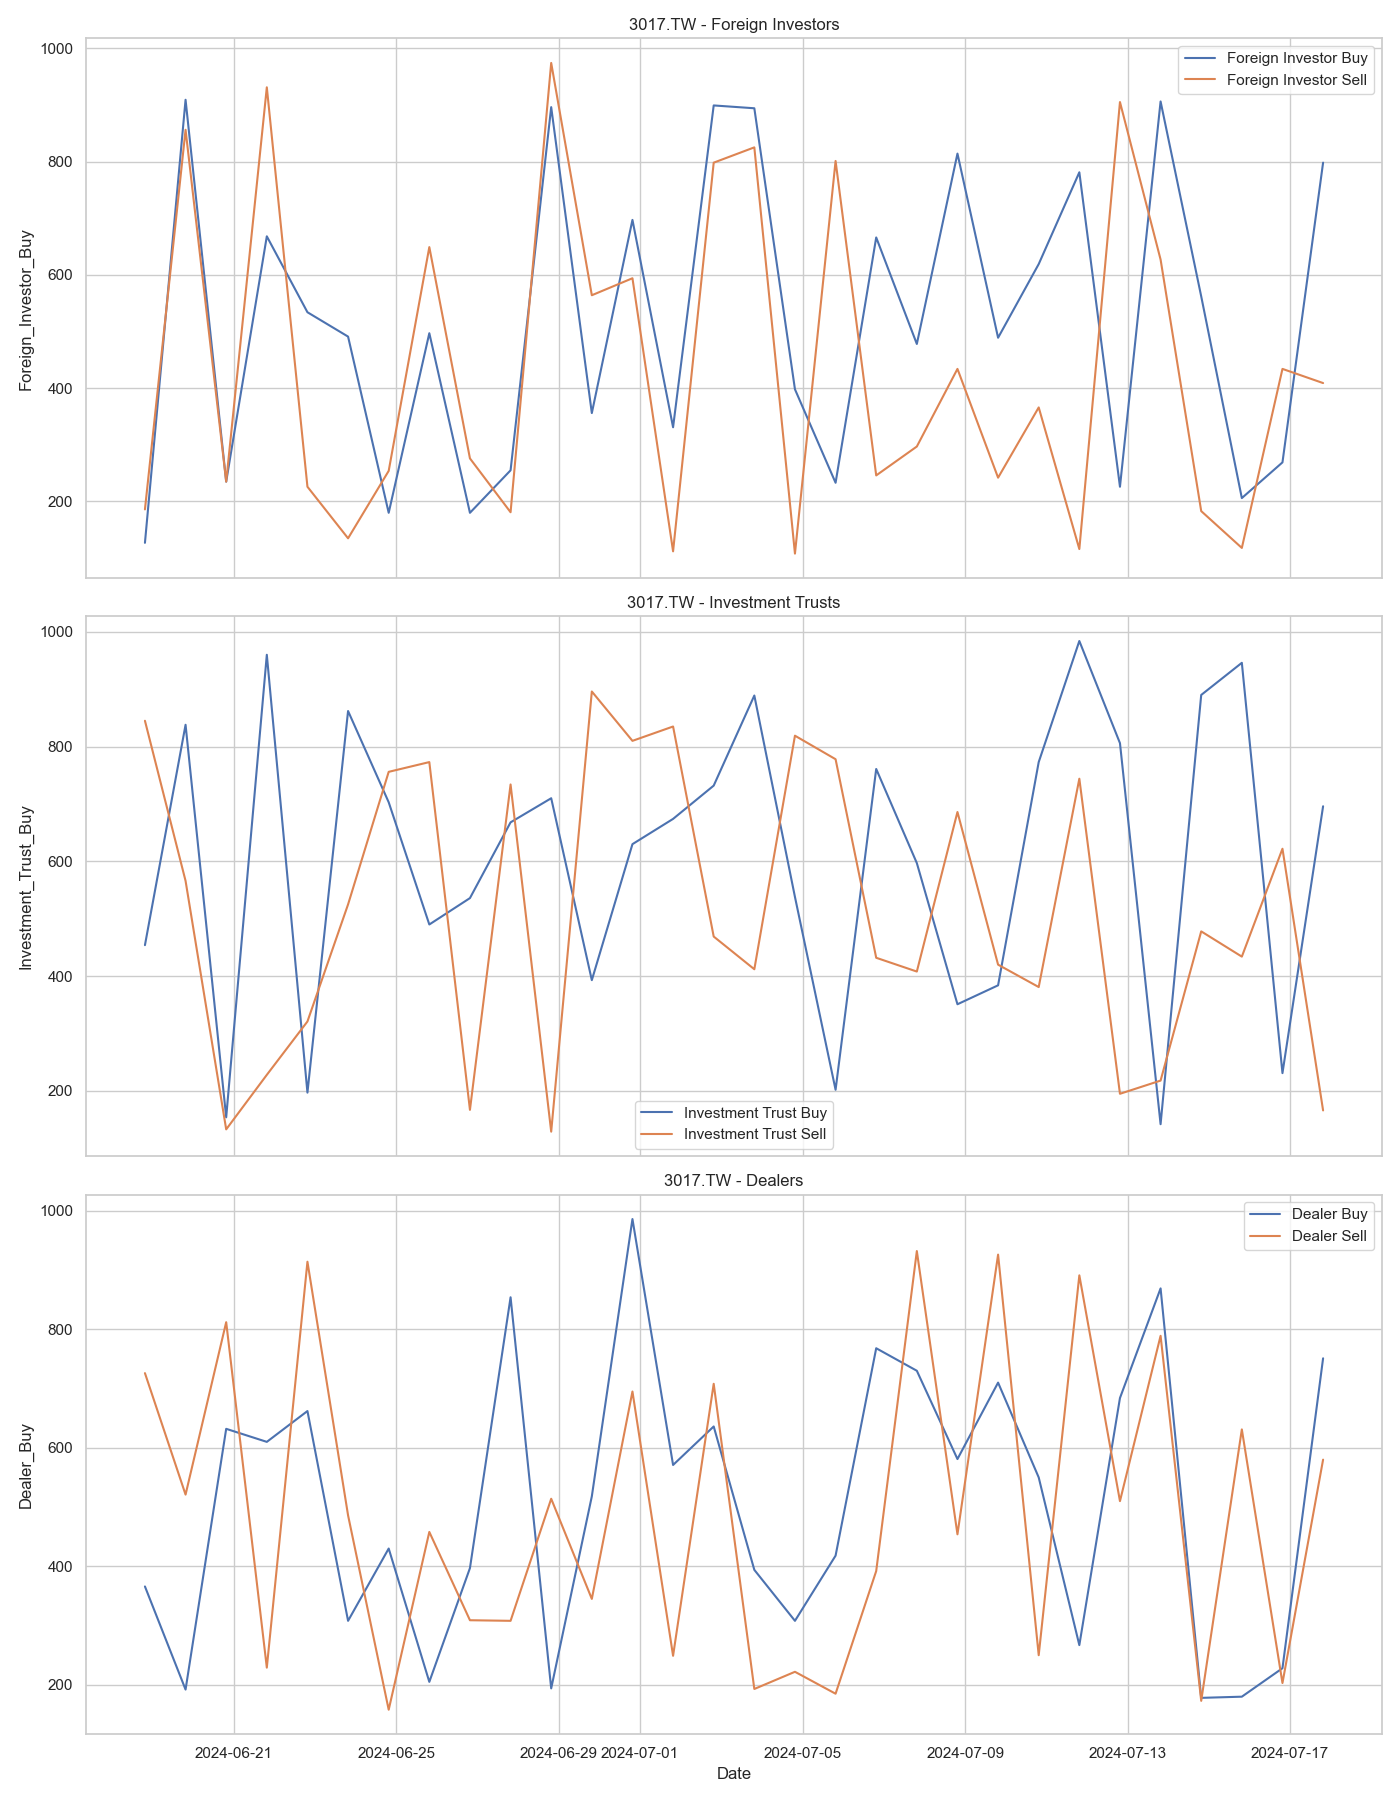 3017.TW - Foreign Investors
Foreign Investor Buy
Foreign Investor Sell
Foreign_Investor_Buy
1000
800
600
400
200
3017.TW - Investment Trusts
Investment Trust Buy
Investment Trust Sell
Investment_Trust_Buy
1000
800
600
400
200
3017.TW - Dealers
Dealer Buy
Dealer Sell
Dealer_Buy
1000
800
600
400
200
2024-06-21 2024-06-25 2024-06-29 2024-07-01 2024-07-05 2024-07-09 2024-07-13 2024-07-17
Date